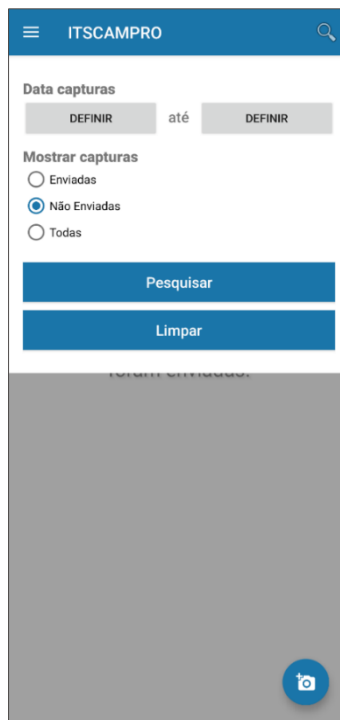 ITSCAMPRO
Data capturas
DEFINIR até DEFINIR
Mostrar capturas
Enviadas
Não Enviadas
Todas
Pesquisar
Limpar
foram enviadas.